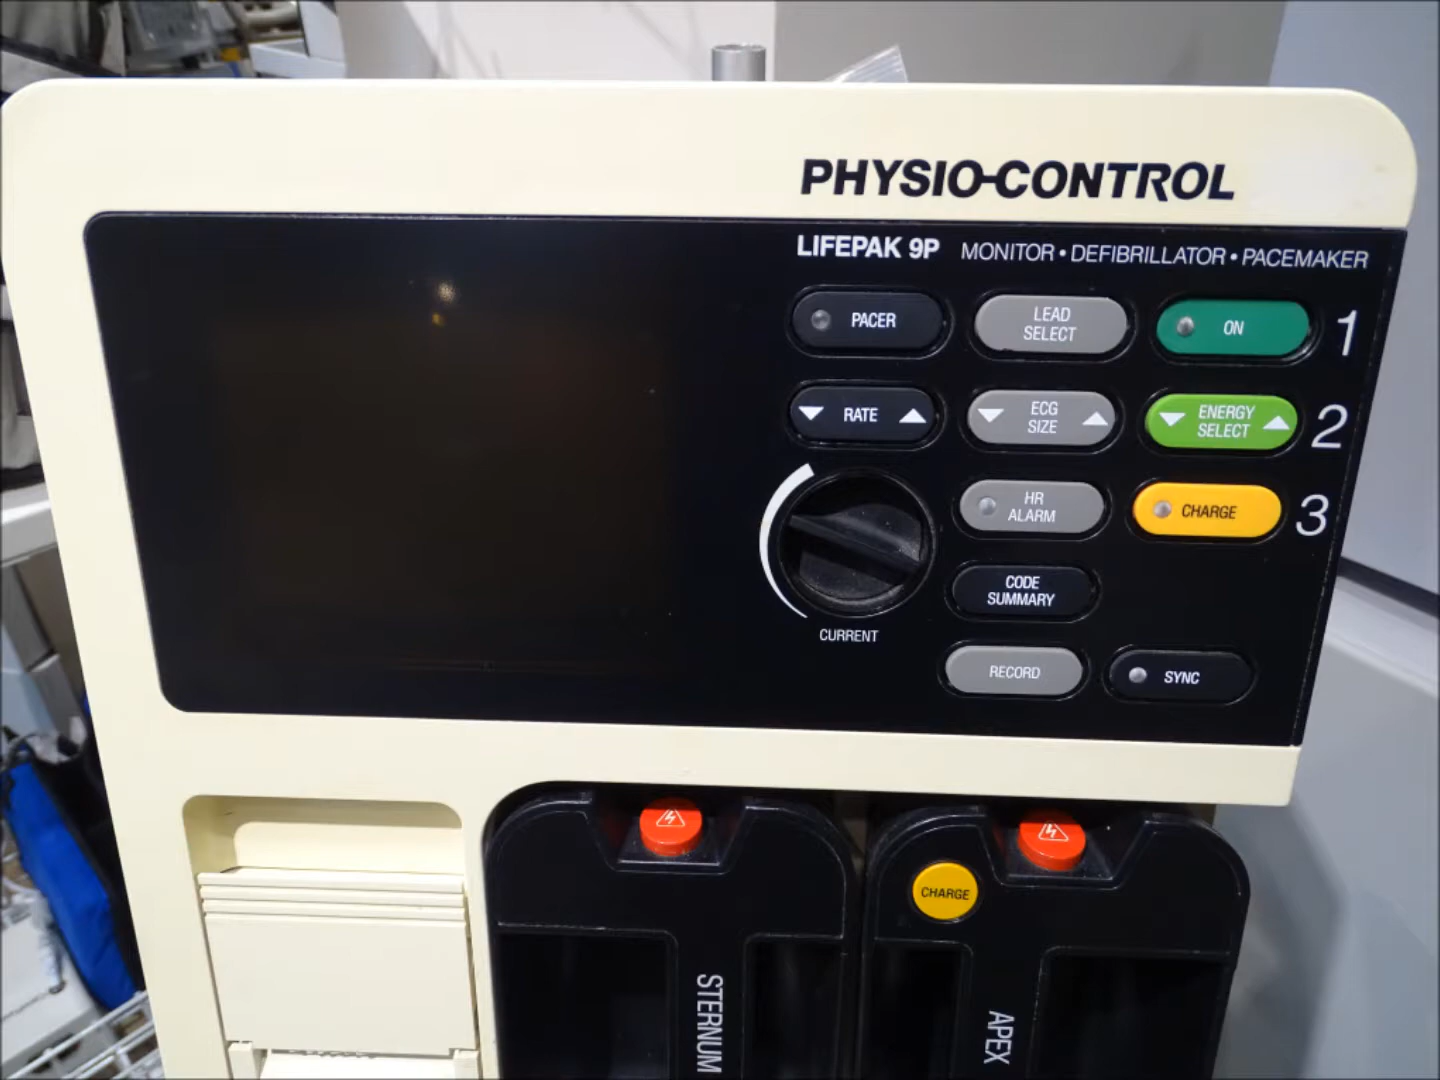 PHYSIO-CONTROL
LIFEPAK 9P MONITOR • DEFIBRILLATOR • PACEMAKER
PACER
LEAD
SELECT
ON
1
RATE
ECG
SIZE
ENERGY
SELECT
2
HR
ALARM
CHARGE
3
CODE
SUMMARY
CURRENT
RECORD
SYNC
CHARGE
STERNUM
APEX